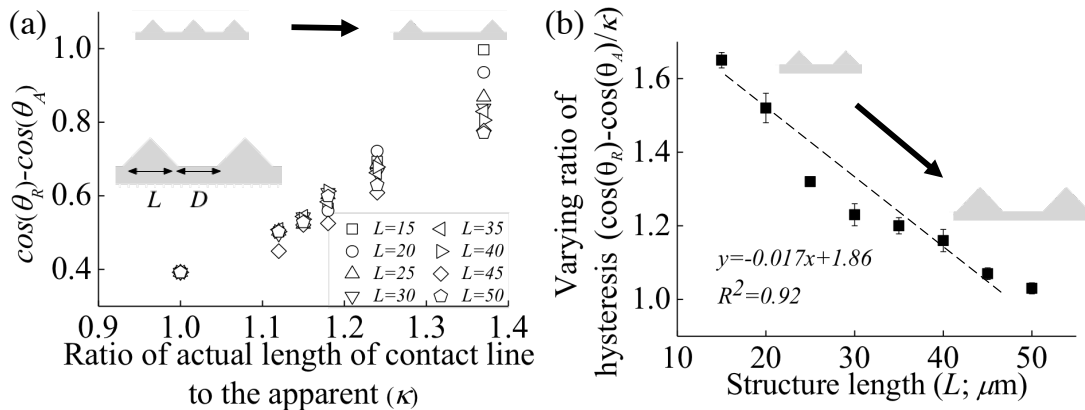 (a)
1.0
0.8
0.6
0.4
cos(θR)-cos(θA)
L D
L=15 L=35
L=20 L=40
L=25 L=45
L=30 L=50
0.9 1.0 1.1 1.2 1.3 1.4
Ratio of actual length of contact line
to the apparent (κ)
(b)
Varying ratio of
hysteresis (cos(θR)-cos(θA)/κ)
1.6
1.4
1.2
1.0
y=-0.017x+1.86
R²=0.92
10 20 30 40 50
Structure length (L; μm)